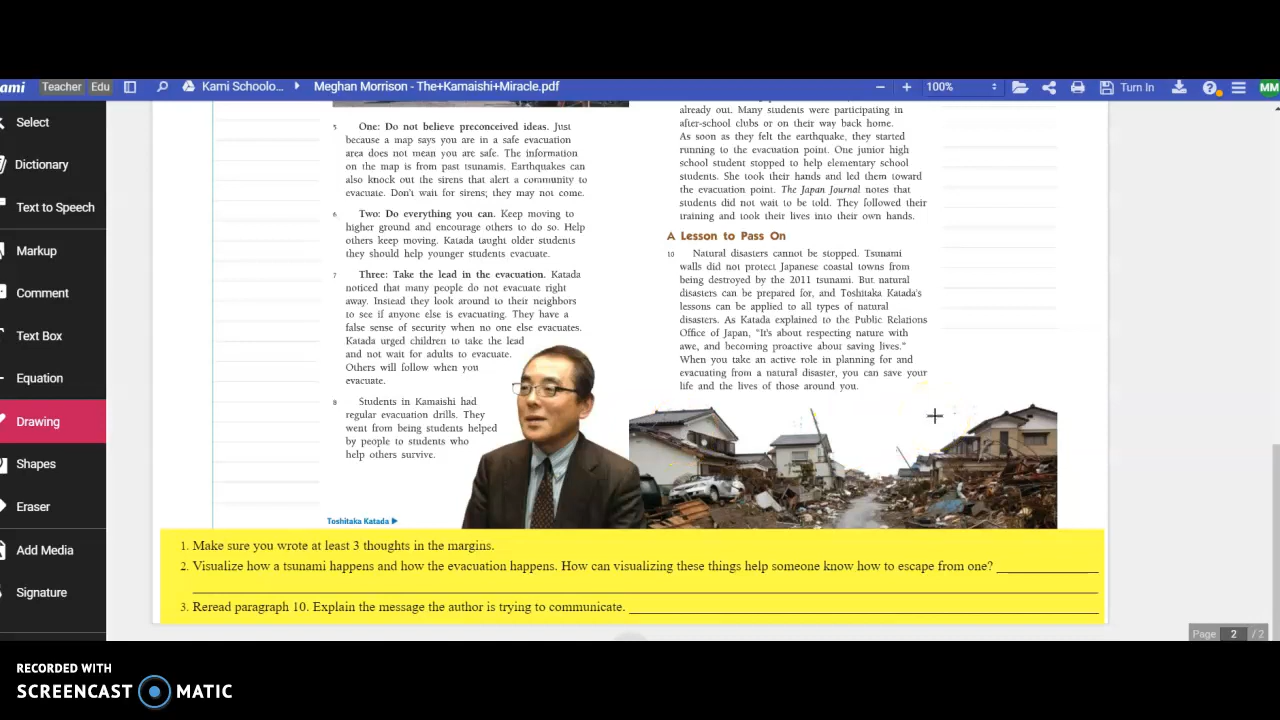 ami Teacher Edu Kami Schoolo... Meghan Morrison - The+Kamaishi+Miracle.pdf 100% Turn In MM
Select
Dictionary
Text to Speech
Markup
Comment
Text Box
Equation
Drawing
Shapes
Eraser
Add Media
Signature
5 One: Do not believe preconceived ideas. Just
because a map says you are in a safe evacuation
area does not mean you are safe. The information
on the map is from past tsunamis. Earthquakes can
also knock out the sirens that alert a community to
evacuate. Don't wait for sirens; they may not come.
6 Two: Do everything you can. Keep moving to
higher ground and encourage others to do so. Help
others keep moving. Katada taught older students
they should help younger students evacuate.
7 Three: Take the lead in the evacuation. Katada
noticed that many people do not evacuate right
away. Instead they look around to their neighbors
to see if anyone else is evacuating. They have a
false sense of security when no one else evacuates.
Katada urged children to take the lead
and not wait for adults to evacuate.
Others will follow when you
evacuate.
8 Students in Kamaishi had
regular evacuation drills. They
went from being students helped
by people to students who
help others survive.
Toshitaka Katada
already out. Many students were participating in
after-school clubs or on their way back home.
As soon as they felt the earthquake, they started
running to the evacuation point. One junior high
school student stopped to help elementary school
students. She took their hands and led them toward
the evacuation point. The Japan Journal notes that
students did not wait to be told. They followed their
training and took their lives into their own hands.
A Lesson to Pass On
10 Natural disasters cannot be stopped. Tsunami
walls did not protect Japanese coastal towns from
being destroyed by the 2011 tsunami. But natural
disasters can be prepared for, and Toshitaka Katada's
lessons can be applied to all types of natural
disasters. As Katada explained to the Public Relations
Office of Japan, "It's about respecting nature with
awe, and becoming proactive about saving lives."
When you take an active role in planning for and
evacuating from a natural disaster, you can save your
life and the lives of those around you.
1. Make sure you wrote at least 3 thoughts in the margins.
2. Visualize how a tsunami happens and how the evacuation happens. How can visualizing these things help someone know how to escape from one?
3. Reread paragraph 10. Explain the message the author is trying to communicate.
Page 2 / 2
RECORDED WITH
SCREENCAST MATIC